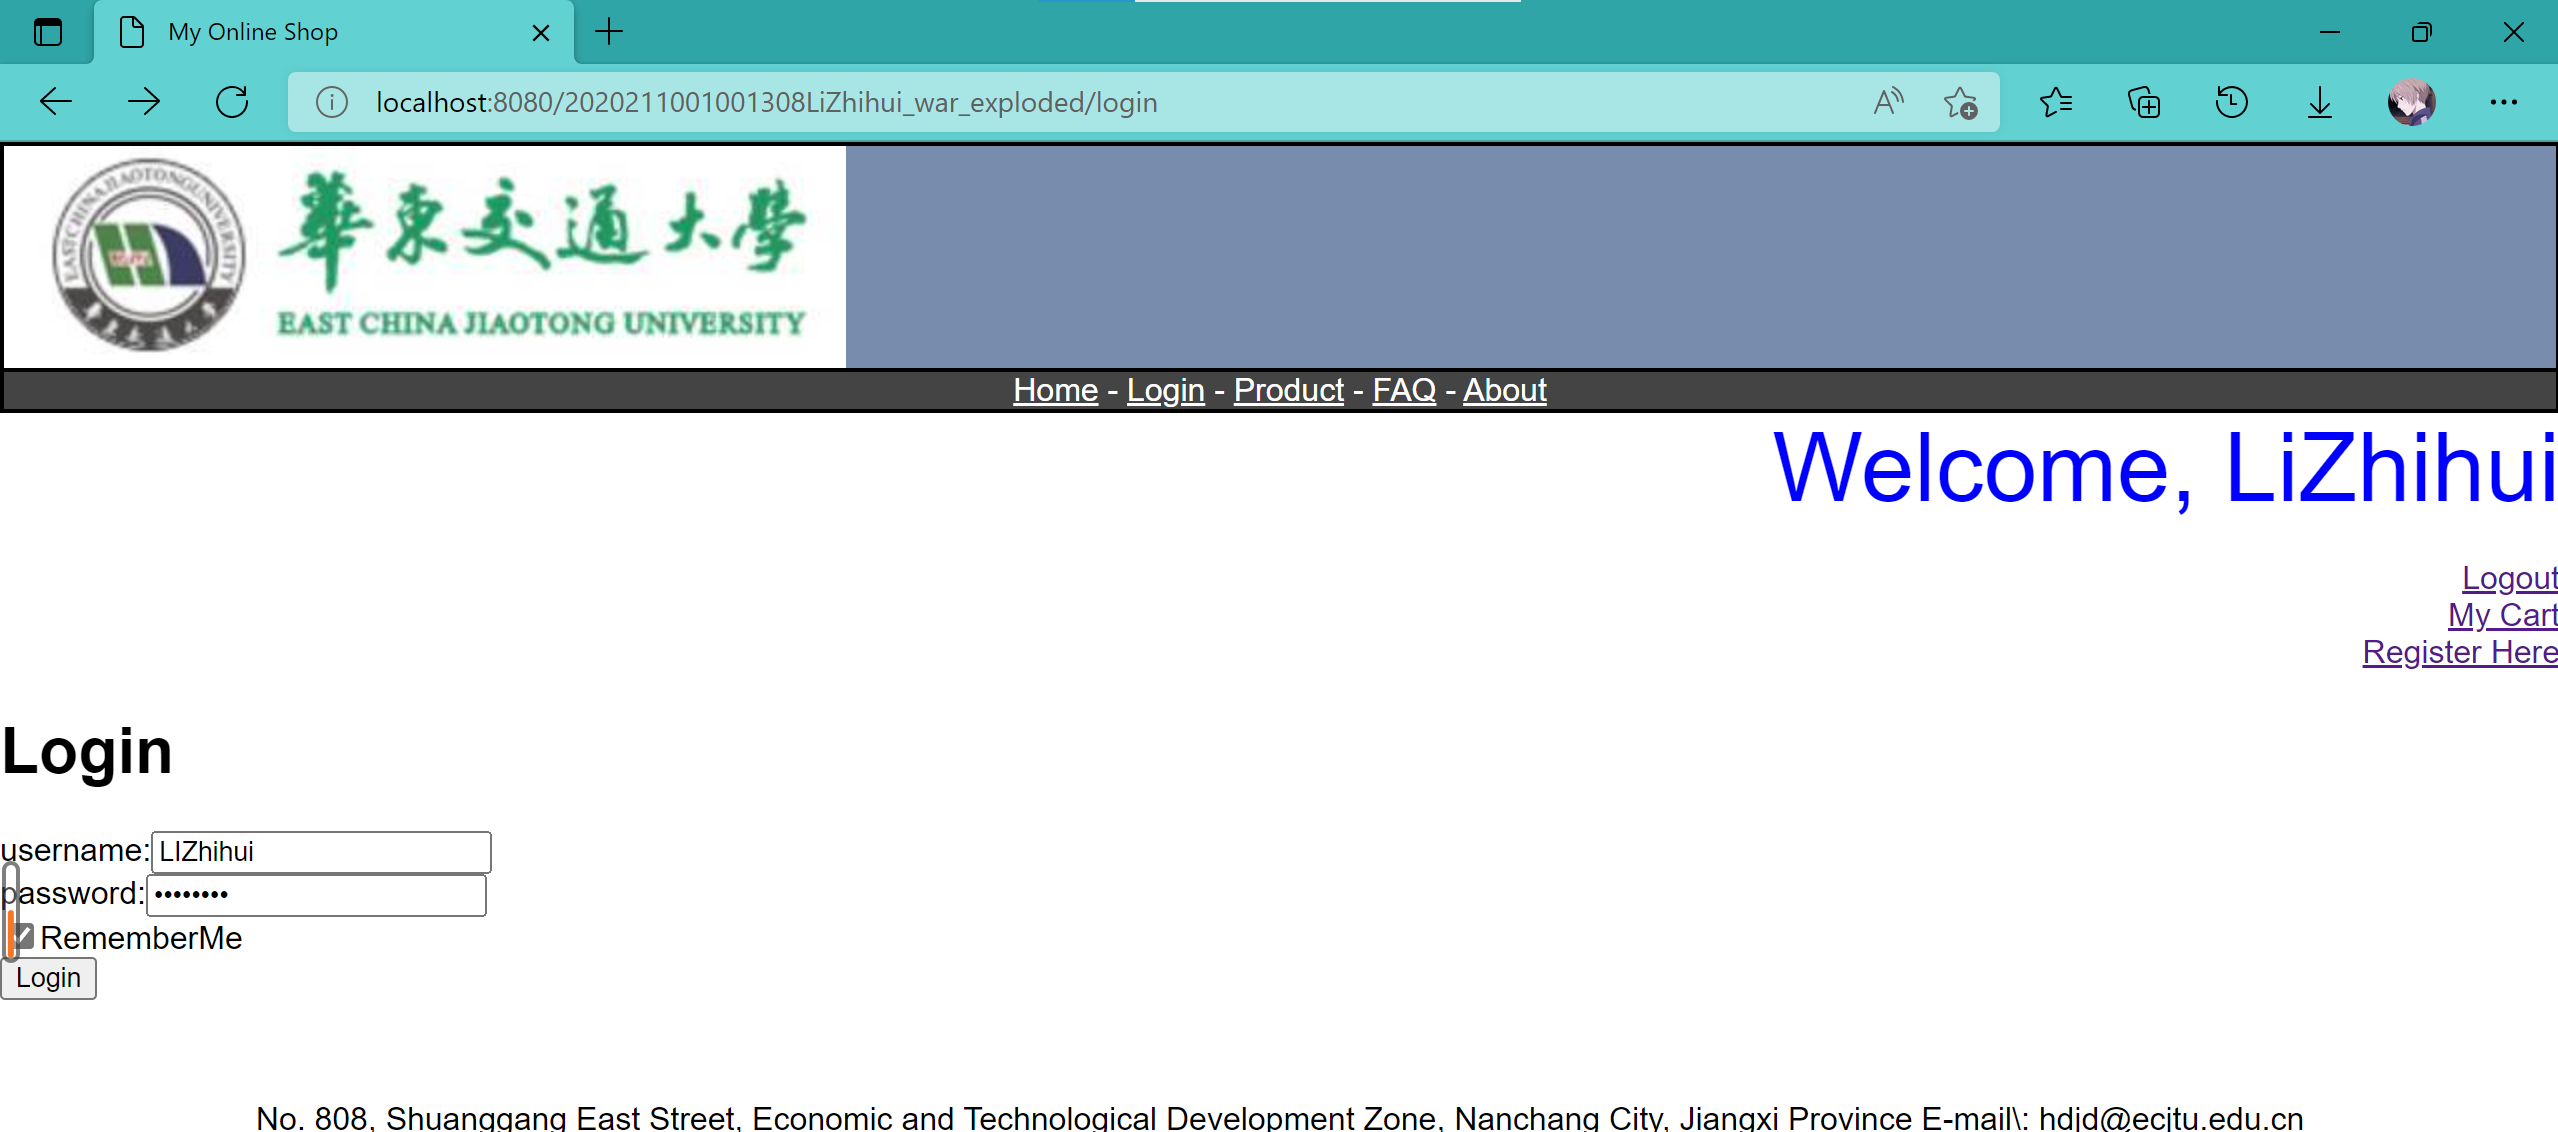 My Online Shop
localhost:8080/2020211001001308LiZhihui_war_exploded/login
EASTCHINAJIAOTONGUNIVERSITY
華東交通大學
EAST CHINA JIAOTONG UNIVERSITY
Home - Login - Product - FAQ - About
Welcome, LiZhihui
Logout
My Cart
Register Here
Login
username: LIZhihui
password: ••••••••
RememberMe
Login
No. 808, Shuanggang East Street, Economic and Technological Development Zone, Nanchang City, Jiangxi Province E-mail\: hdjd@ecjtu.edu.cn